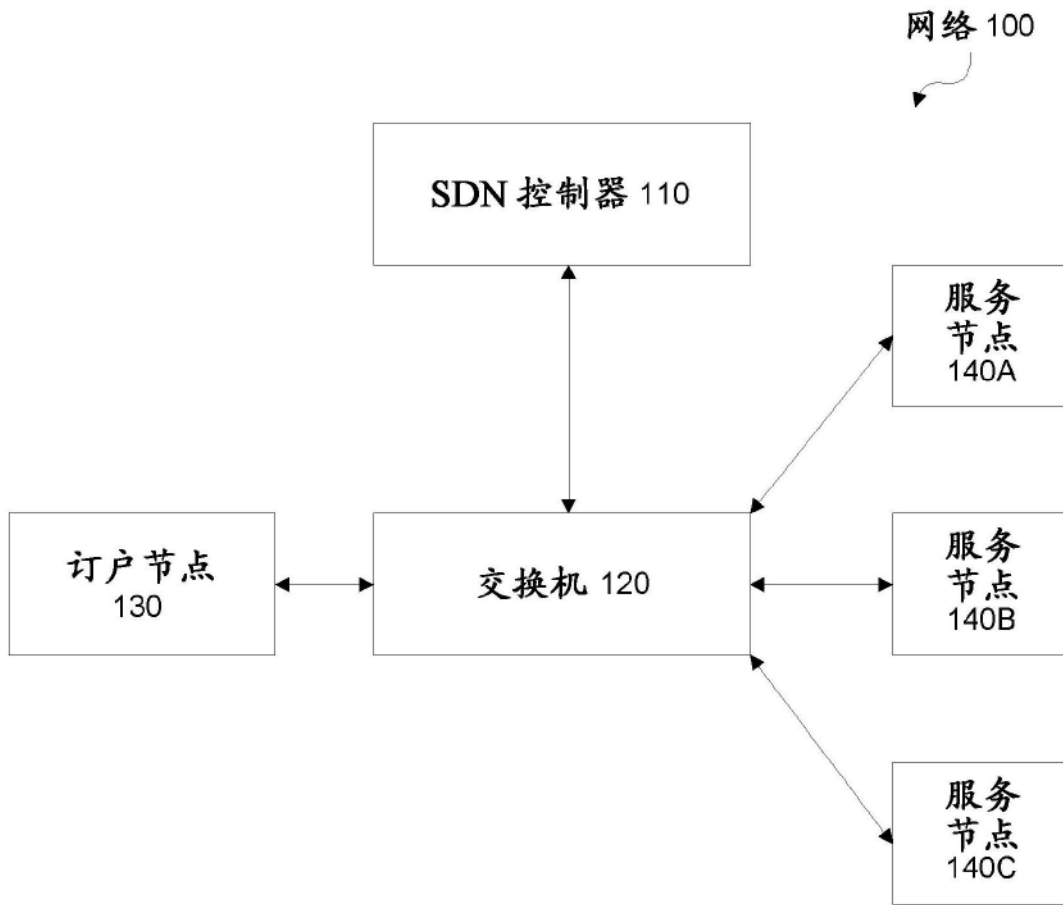 网络 100
SDN 控制器 110
服务
节点
140A
订户节点
130
交换机 120
服务
节点
140B
服务
节点
140C